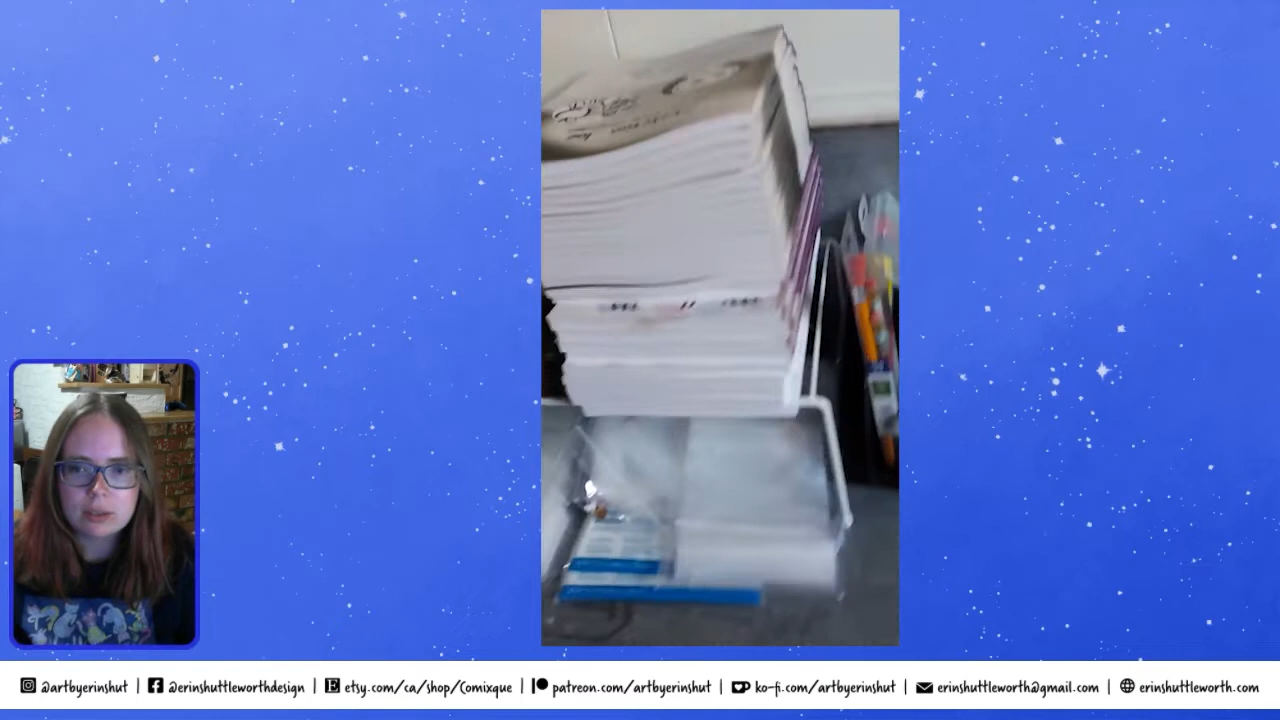 @artbyerinshut | @erinshuttleworthdesign | etsy.com/ca/shop/Comixque | patreon.com/artbyerinshut | ko-fi.com/artbyerinshut | erinshuttleworth@gmail.com | erinshuttleworth.com